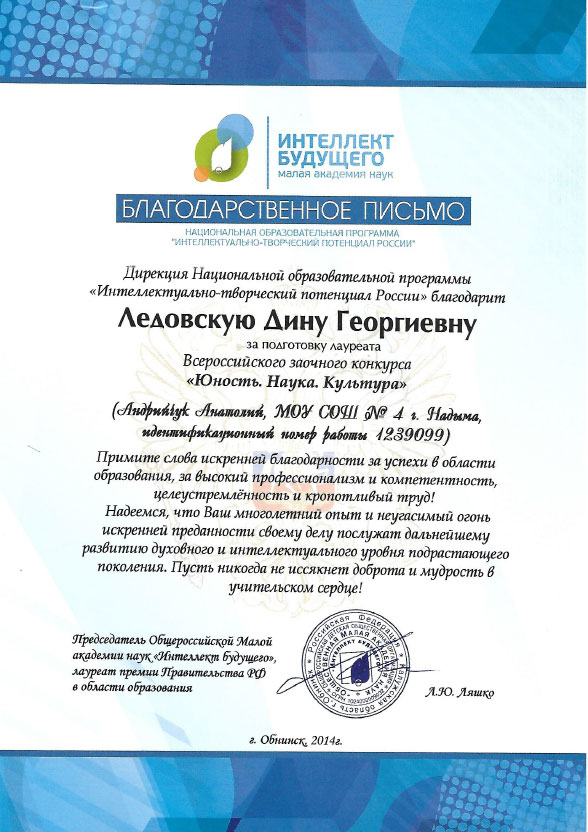 ИНТЕЛЛЕКТ
БУДУЩЕГО
малая академия наук
БЛАГОДАРСТВЕННОЕ ПИСЬМО
НАЦИОНАЛЬНАЯ ОБРАЗОВАТЕЛЬНАЯ ПРОГРАММА
"ИНТЕЛЛЕКТУАЛЬНО-ТВОРЧЕСКИЙ ПОТЕНЦИАЛ РОССИИ"
Дирекция Национальной образовательной программы
«Интеллектуально-творческий потенциал России» благодарит
Ледовскую Дину Георгиевну
за подготовку лауреата
Всероссийского заочного конкурса
«Юность. Наука. Культура»
(Андрийчук Анатолий, МОУ СОШ № 4 г. Надыма,
идентификационный номер работы 1239099)
Примите слова искренней благодарности за успехи в области
образования, за высокий профессионализм и компетентность,
целеустремлённость и кропотливый труд!
Надеемся, что Ваш многолетний опыт и неугасимый огонь
искренней преданности своему делу послужат дальнейшему
развитию духовного и интеллектуального уровня подрастающего
поколения. Пусть никогда не иссякнет доброта и мудрость в
учительском сердце!
Председатель Общероссийской Малой
академии наук «Интеллект будущего»,
лауреат премии Правительства РФ
в области образования
Российская Федерация * Калужская область г. Обнинск
"ОБЩЕСТВЕННАЯ МАЛАЯ АКАДЕМИЯ НАУК
ИНТЕЛЛЕКТ БУДУЩЕГО"
Л.Ю. Ляшко
г. Обнинск, 2014г.